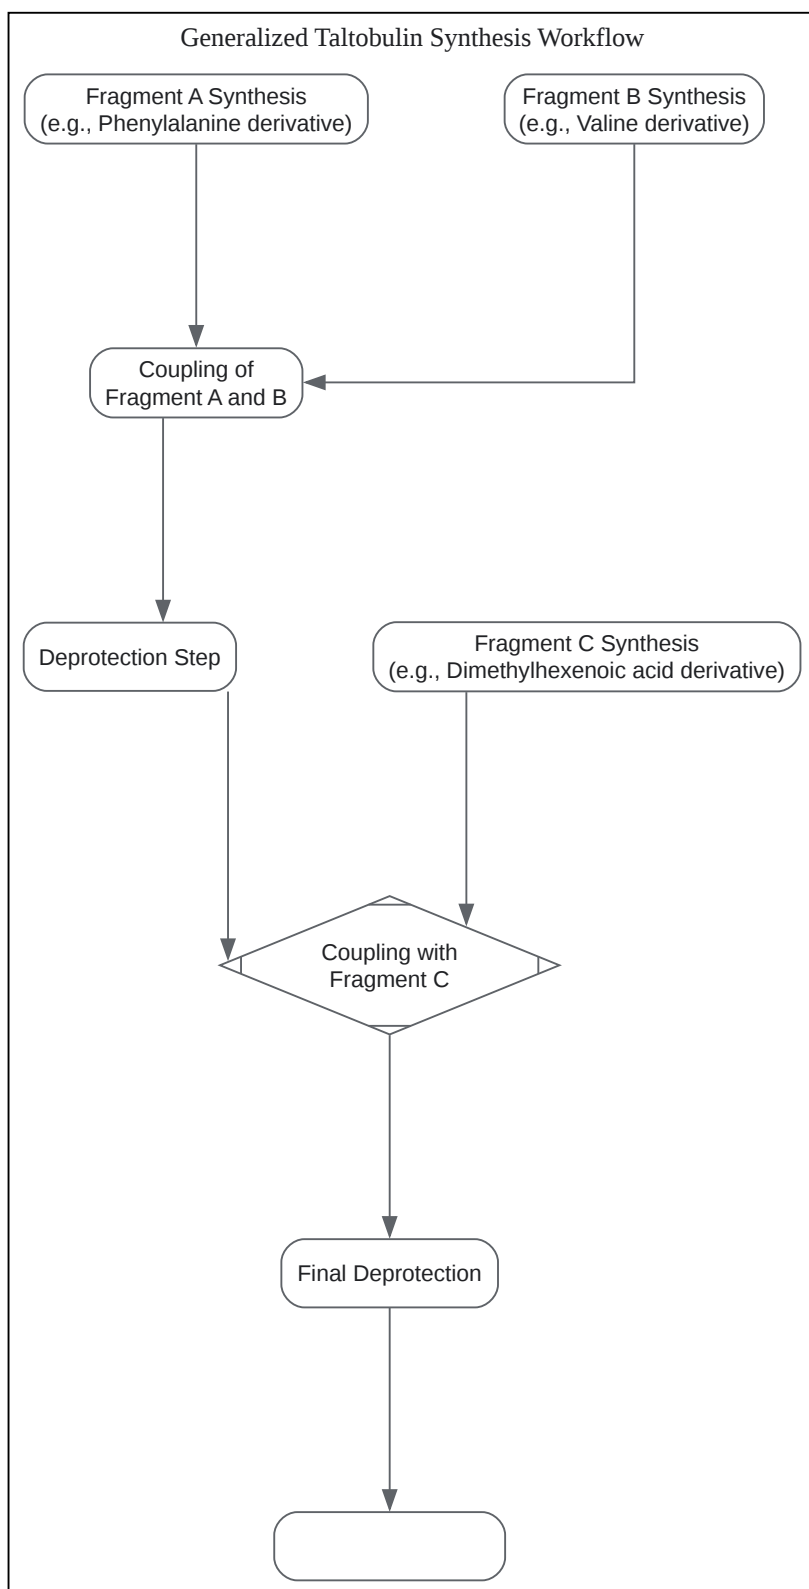 Generalized Taltobulin Synthesis Workflow
Fragment A Synthesis
(e.g., Phenylalanine derivative)
Fragment B Synthesis
(e.g., Valine derivative)
Coupling of
Fragment A and B
Deprotection Step
Fragment C Synthesis
(e.g., Dimethylhexenoic acid derivative)
Coupling with
Fragment C
Final Deprotection